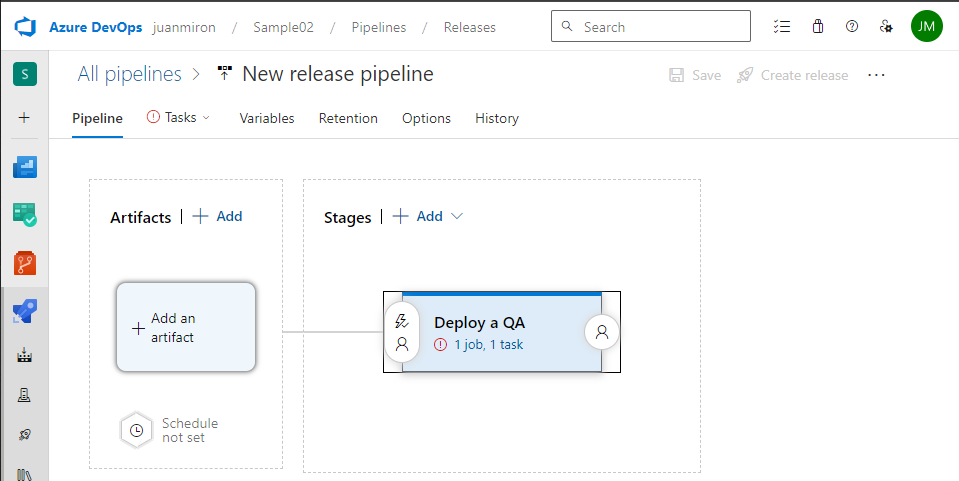 Azure DevOps juanmiron / Sample02 / Pipelines / Releases Search JM
S All pipelines > New release pipeline Save Create release ...
Pipeline Tasks Variables Retention Options History
Artifacts | + Add
Stages | + Add
Add an
artifact
Deploy a QA
1 job, 1 task
Schedule
not set